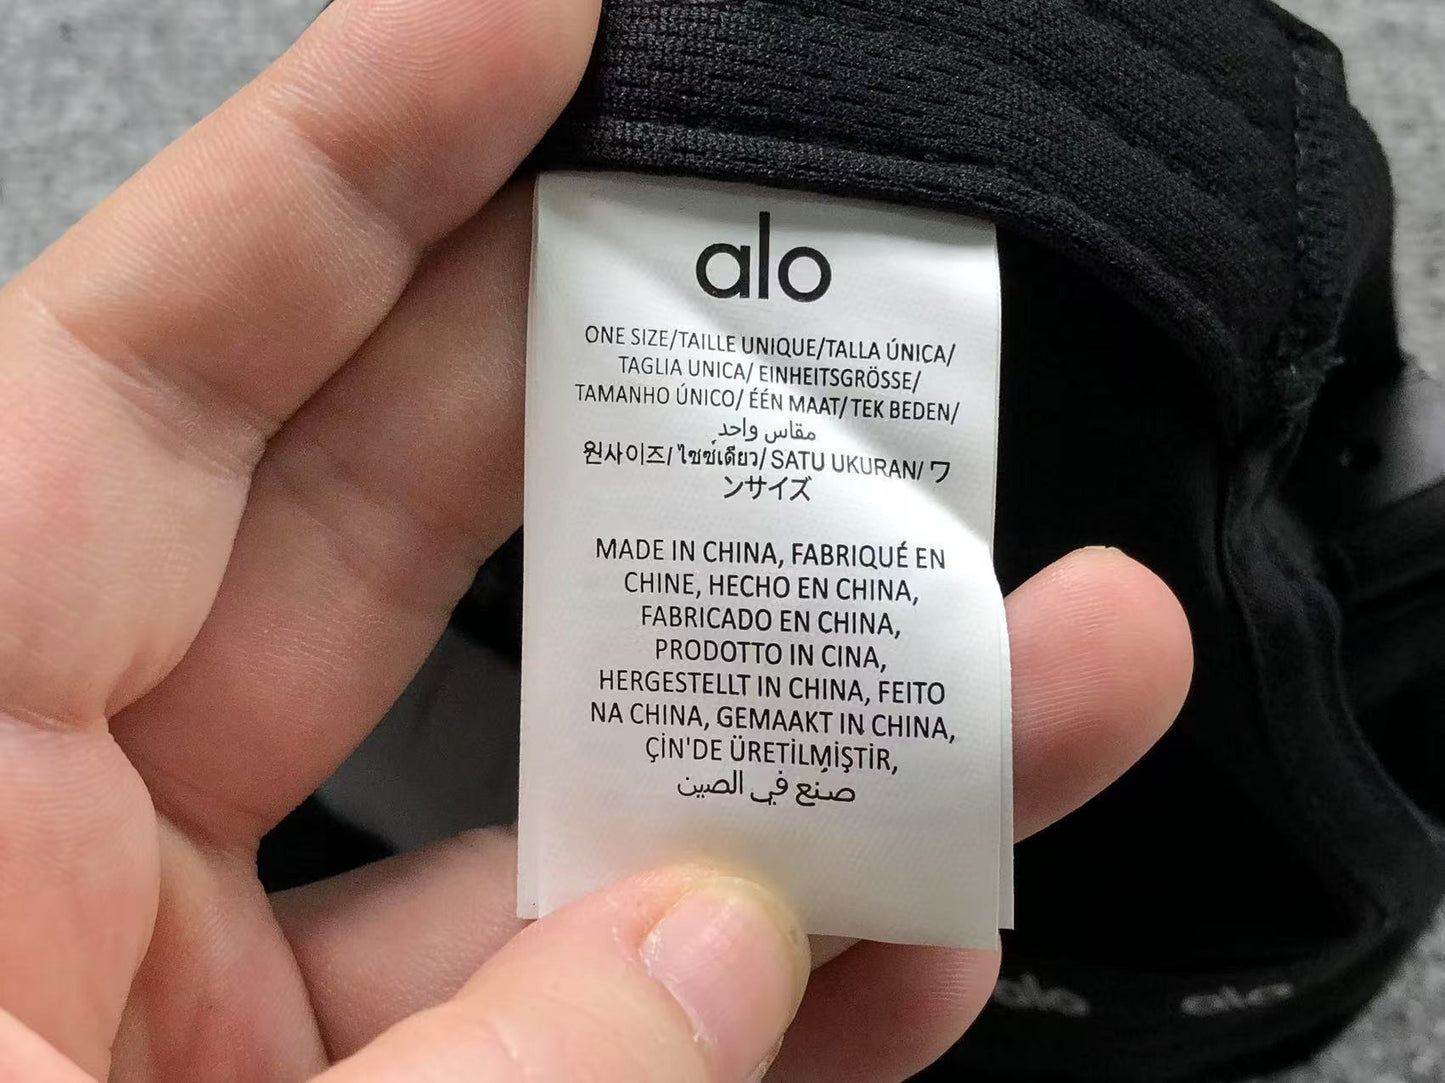 alo
ONE SIZE/TAILLE UNIQUE/TALLA ÚNICA/
TAGLIA UNICA/ EINHEITSGRÖSSE/
TAMANHO ÚNICO/ ÉÉN MAAT/ TEK BEDEN/
مقاس واحد
원사이즈/ ไซซ์เดียว/ SATU UKURAN/ ワ
ンサイズ
MADE IN CHINA, FABRIQUÉ EN
CHINE, HECHO EN CHINA,
FABRICADO EN CHINA,
PRODOTTO IN CINA,
HERGESTELLT IN CHINA, FEITO
NA CHINA, GEMAAKT IN CHINA,
ÇİN'DE ÜRETİLMİŞTİR,
صنع في الصين
alo
alo